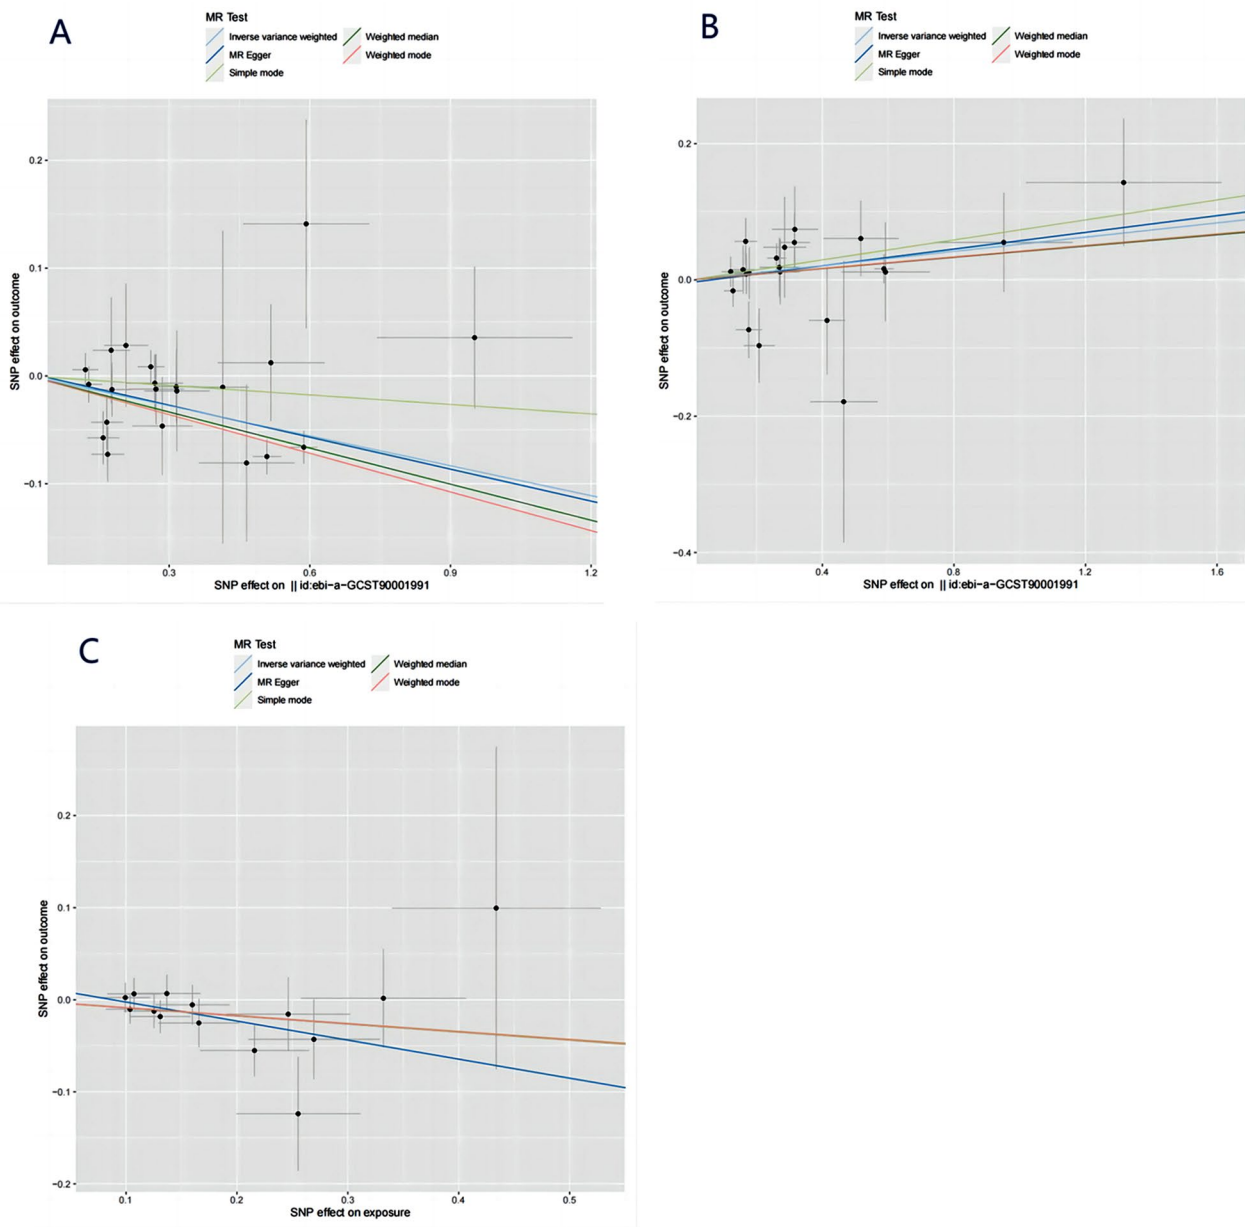 A
MR Test
Inverse variance weighted
Weighted median
MR Egger
Weighted mode
Simple mode
SNP effect on outcome
0.2
0.1
0.0
−0.1
0.3
0.6
0.9
1.2
SNP effect on || id:ebi-a-GCST90001991
B
MR Test
Inverse variance weighted
Weighted median
MR Egger
Weighted mode
Simple mode
SNP effect on outcome
0.2
0.0
−0.2
−0.4
0.4
0.8
1.2
1.6
SNP effect on || id:ebi-a-GCST90001991
C
MR Test
Inverse variance weighted
Weighted median
MR Egger
Weighted mode
Simple mode
SNP effect on outcome
0.2
0.1
0.0
−0.1
−0.2
0.1
0.2
0.3
0.4
0.5
SNP effect on exposure